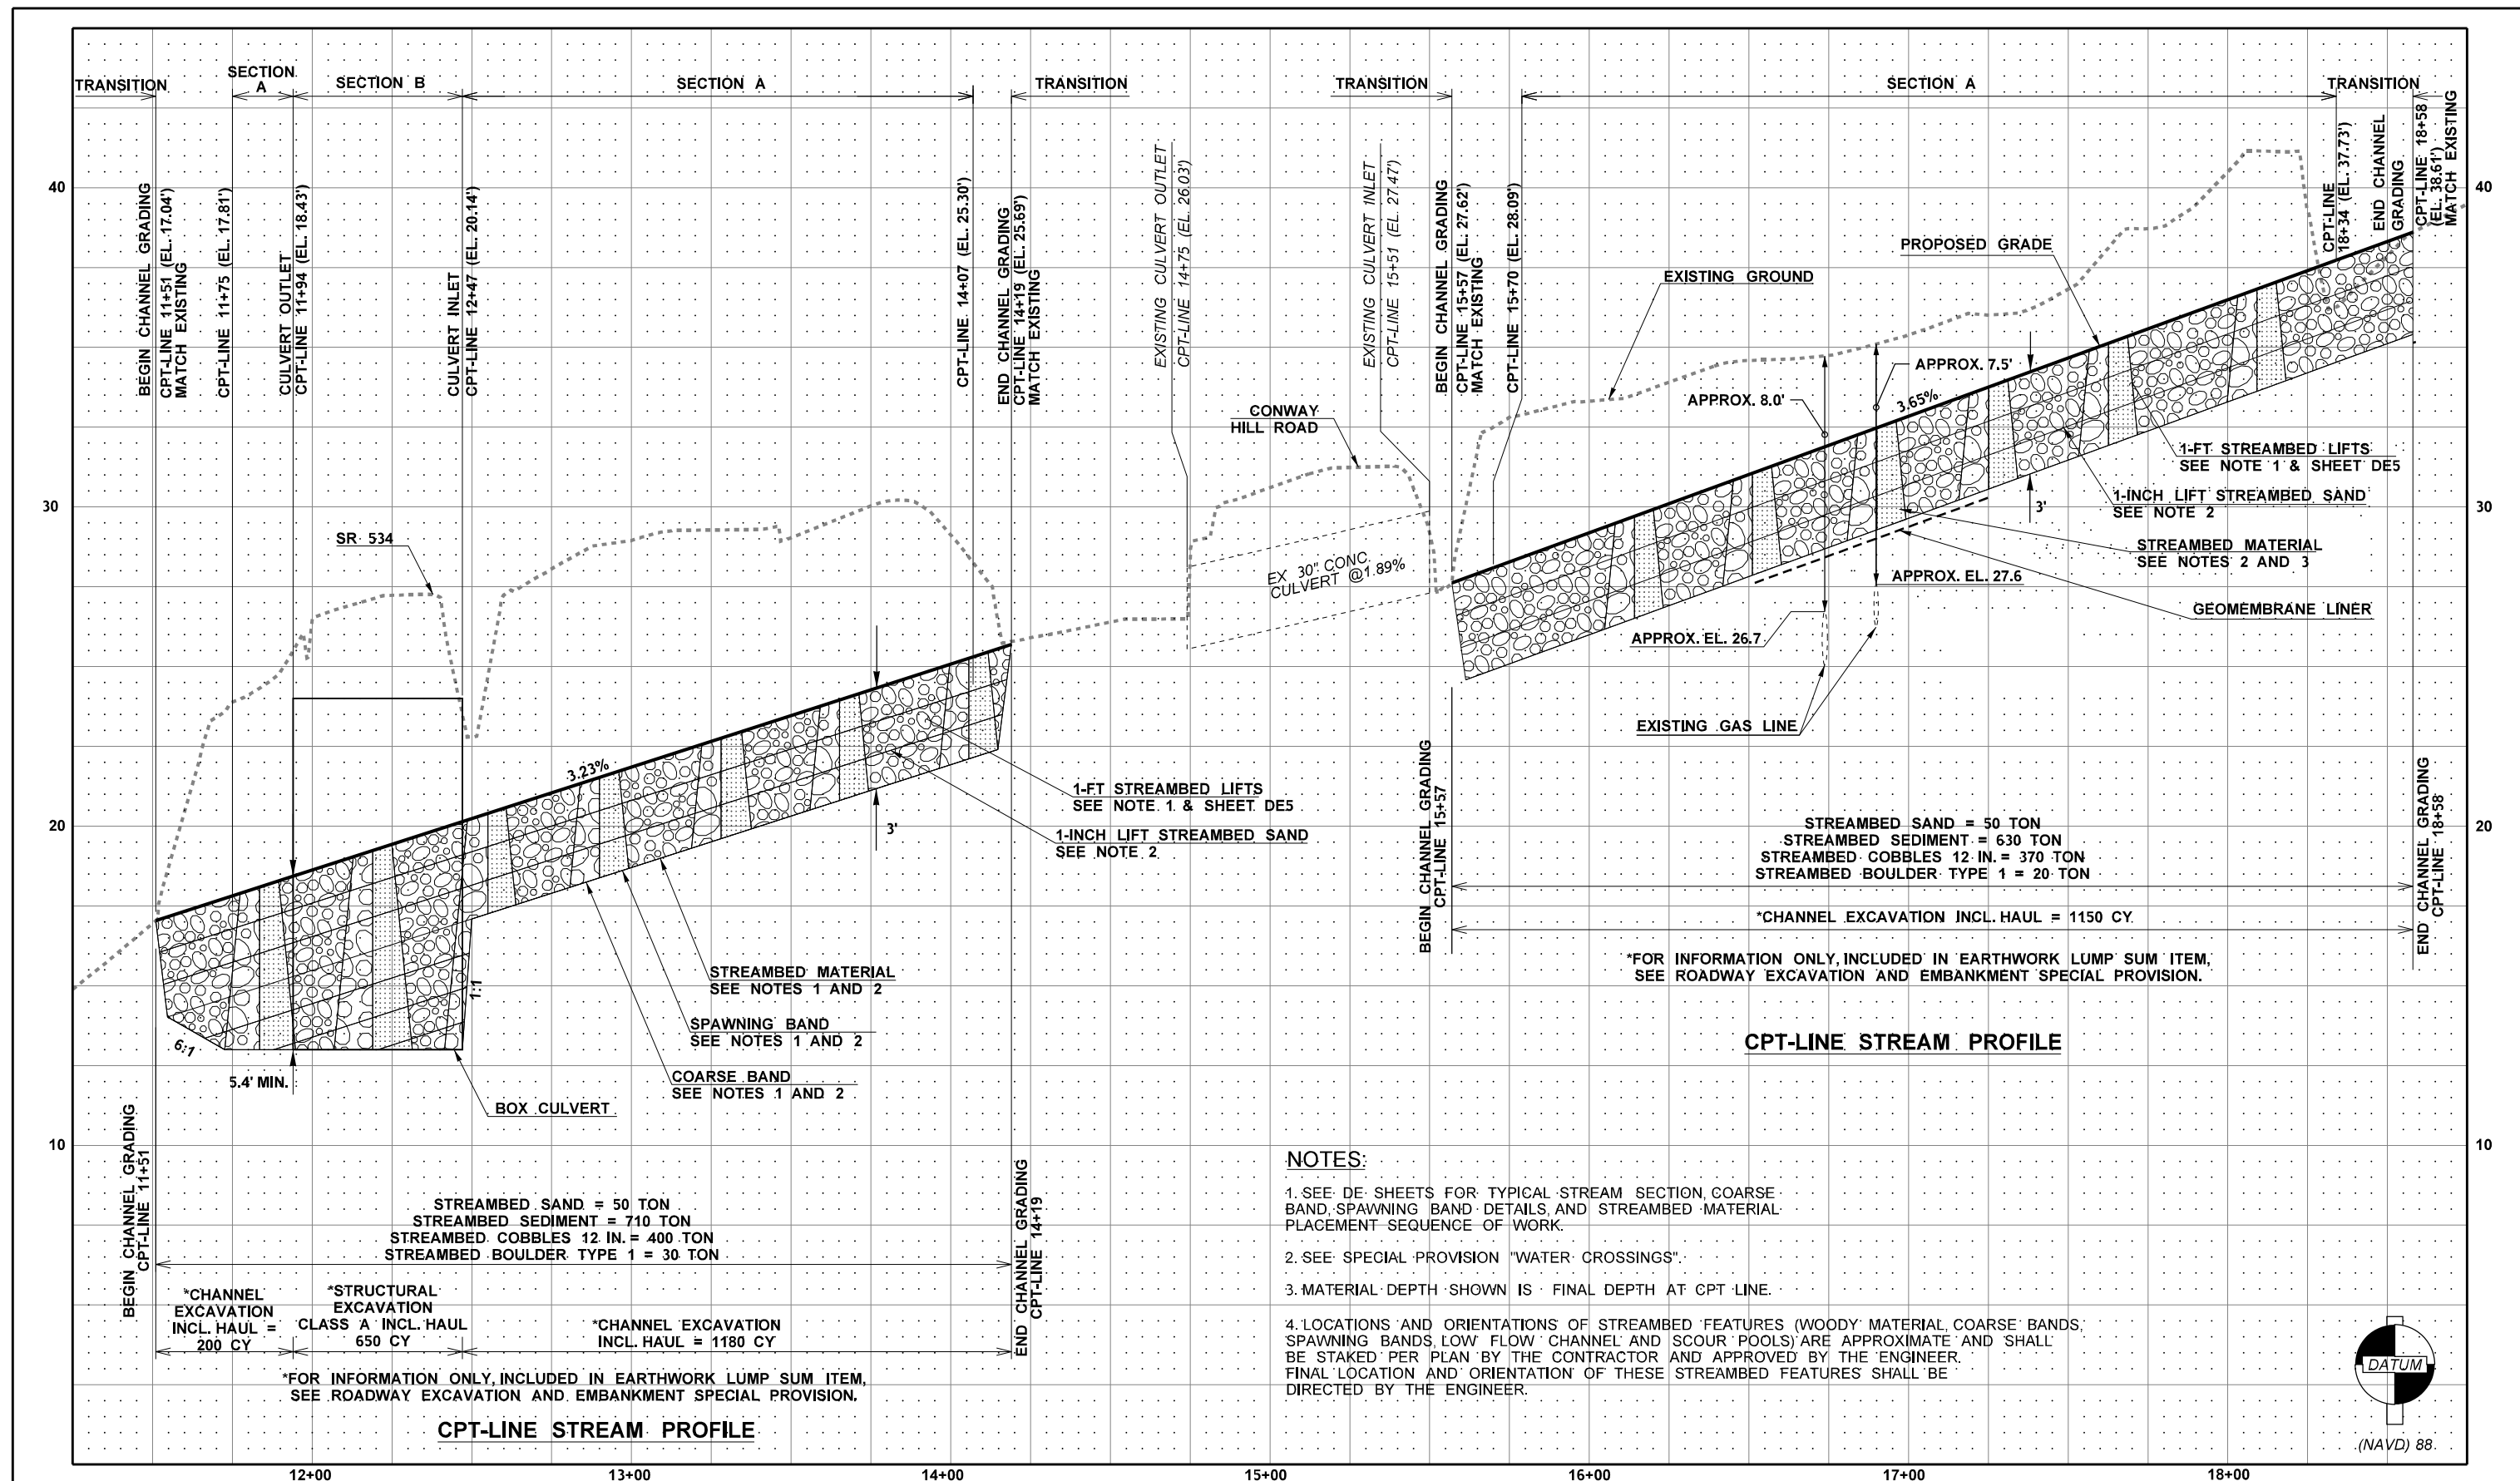 TRANSITION
SECTION
A
SECTION B
SECTION A
TRANSITION
TRANSITION
SECTION A
TRANSITION
40
30
20
10
40
30
20
10
BEGIN CHANNEL GRADING
CPT-LINE 11+51 (EL. 17.04')
MATCH EXISTING
CPT-LINE 11+75 (EL. 17.81')
CULVERT OUTLET
CPT-LINE 11+94 (EL. 18.43')
CULVERT INLET
CPT-LINE 12+47 (EL. 20.14')
CPT-LINE 14+07 (EL. 25.30')
END CHANNEL GRADING
CPT-LINE 14+19 (EL. 25.69')
MATCH EXISTING
EXISTING CULVERT OUTLET
CPT-LINE 14+75 (EL. 26.03')
EXISTING CULVERT INLET
CPT-LINE 15+51 (EL. 27.47')
BEGIN CHANNEL GRADING
CPT-LINE 15+57 (EL. 27.62')
MATCH EXISTING
CPT-LINE 15+70 (EL. 28.09')
CPT-LINE
18+34 (EL. 37.73')
END CHANNEL
GRADING
CPT-LINE 18+58
(EL. 38.61')
MATCH EXISTING
SR 534
CONWAY
HILL ROAD
EX 30" CONC
CULVERT @1.89%
EXISTING GROUND
PROPOSED GRADE
APPROX. 8.0'
APPROX. 7.5'
3.65%
3'
1-FT STREAMBED LIFTS
SEE NOTE 1 & SHEET DE5
1-INCH LIFT STREAMBED SAND
SEE NOTE 2
STREAMBED MATERIAL
SEE NOTES 2 AND 3
APPROX. EL. 27.6
GEOMEMBRANE LINER
APPROX. EL. 26.7
EXISTING GAS LINE
3.23%
3'
1-FT STREAMBED LIFTS
SEE NOTE 1 & SHEET DE5
1-INCH LIFT STREAMBED SAND
SEE NOTE 2
STREAMBED MATERIAL
SEE NOTES 1 AND 2
SPAWNING BAND
SEE NOTES 1 AND 2
COARSE BAND
SEE NOTES 1 AND 2
BOX CULVERT
1:1
6:1
5.4' MIN.
BEGIN CHANNEL GRADING
CPT-LINE 11+51
STREAMBED SAND = 50 TON
STREAMBED SEDIMENT = 710 TON
STREAMBED COBBLES 12 IN. = 400 TON
STREAMBED BOULDER TYPE 1 = 30 TON
END CHANNEL GRADING
CPT-LINE 14+19
*CHANNEL
EXCAVATION
INCL. HAUL =
200 CY
*STRUCTURAL
EXCAVATION
CLASS A INCL. HAUL
650 CY
*CHANNEL EXCAVATION
INCL. HAUL = 1180 CY
*FOR INFORMATION ONLY, INCLUDED IN EARTHWORK LUMP SUM ITEM,
SEE ROADWAY EXCAVATION AND EMBANKMENT SPECIAL PROVISION.
CPT-LINE STREAM PROFILE
BEGIN CHANNEL GRADING
CPT-LINE 15+57
STREAMBED SAND = 50 TON
STREAMBED SEDIMENT = 630 TON
STREAMBED COBBLES 12 IN. = 370 TON
STREAMBED BOULDER TYPE 1 = 20 TON
*CHANNEL EXCAVATION INCL. HAUL = 1150 CY
END CHANNEL GRADING
CPT-LINE 18+58
*FOR INFORMATION ONLY, INCLUDED IN EARTHWORK LUMP SUM ITEM,
SEE ROADWAY EXCAVATION AND EMBANKMENT SPECIAL PROVISION.
CPT-LINE STREAM PROFILE
NOTES:
1. SEE DE SHEETS FOR TYPICAL STREAM SECTION, COARSE
BAND, SPAWNING BAND DETAILS, AND STREAMBED MATERIAL
PLACEMENT SEQUENCE OF WORK.
2. SEE SPECIAL PROVISION "WATER CROSSINGS".
3. MATERIAL DEPTH SHOWN IS FINAL DEPTH AT CPT LINE.
4. LOCATIONS AND ORIENTATIONS OF STREAMBED FEATURES (WOODY MATERIAL, COARSE BANDS,
SPAWNING BANDS, LOW FLOW CHANNEL AND SCOUR POOLS) ARE APPROXIMATE AND SHALL
BE STAKED PER PLAN BY THE CONTRACTOR AND APPROVED BY THE ENGINEER.
FINAL LOCATION AND ORIENTATION OF THESE STREAMBED FEATURES SHALL BE
DIRECTED BY THE ENGINEER.
DATUM
(NAVD) 88
12+00
13+00
14+00
15+00
16+00
17+00
18+00